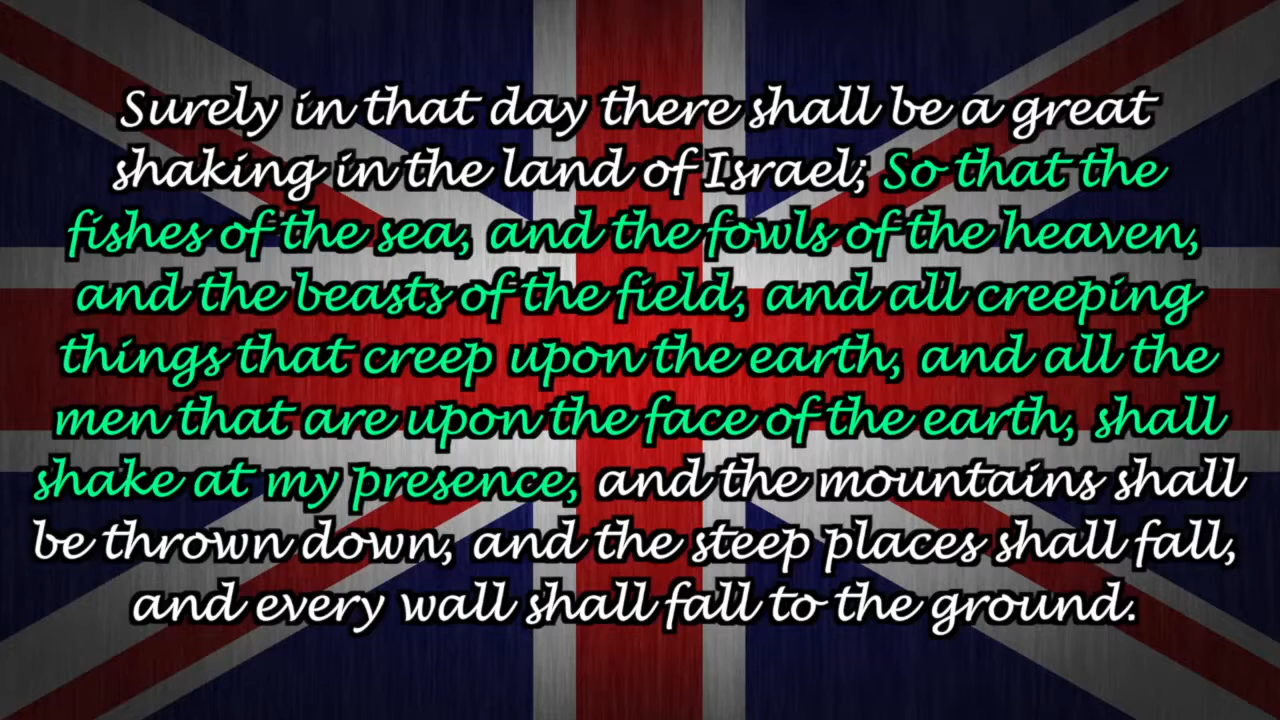 Surely in that day there shall be a great
shaking in the land of Israel; So that the
fishes of the sea, and the fowls of the heaven,
and the beasts of the field, and all creeping
things that creep upon the earth, and all the
men that are upon the face of the earth, shall
shake at my presence, and the mountains shall
be thrown down, and the steep places shall fall,
and every wall shall fall to the ground.